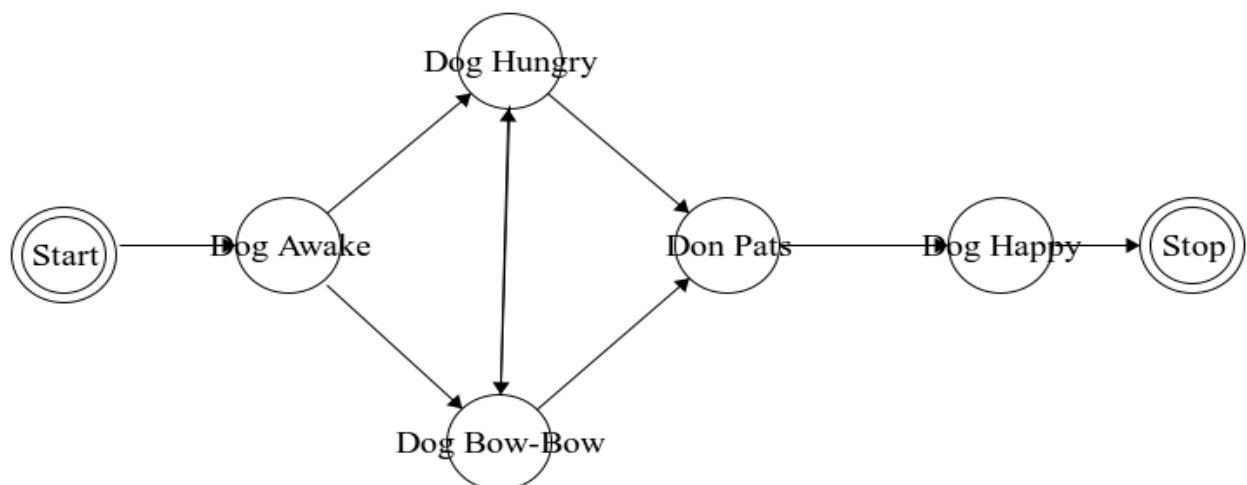 Dog Hungry
Start
Dog Awake
Don Pats
Dog Happy
Stop
Dog Bow-Bow